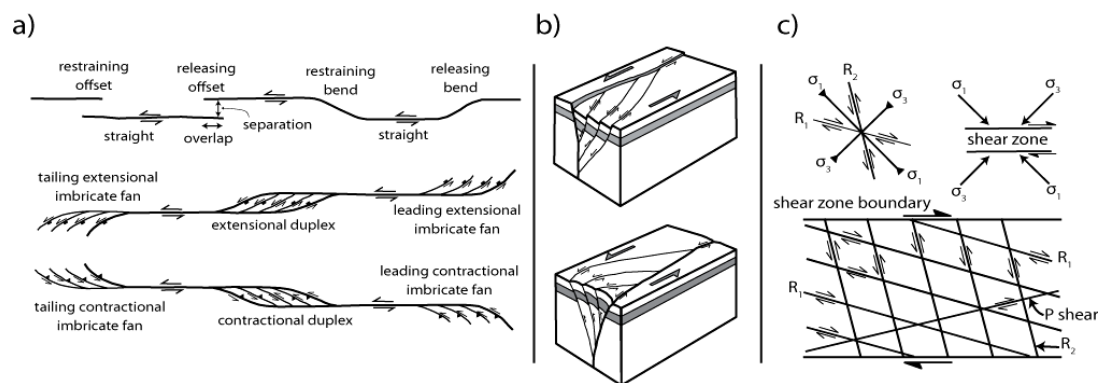 a)
restraining
offset
releasing
offset
restraining
bend
releasing
bend
straight
separation
overlap
straight
tailing extensional
imbricate fan
extensional duplex
leading extensional
imbricate fan
tailing contractional
imbricate fan
contractional duplex
leading contractional
imbricate fan
b)
c)
σ1
R2
σ3
R1
σ3
σ1
σ1
σ3
shear zone
σ3
σ1
shear zone boundary
R1
R1
P shear
R2